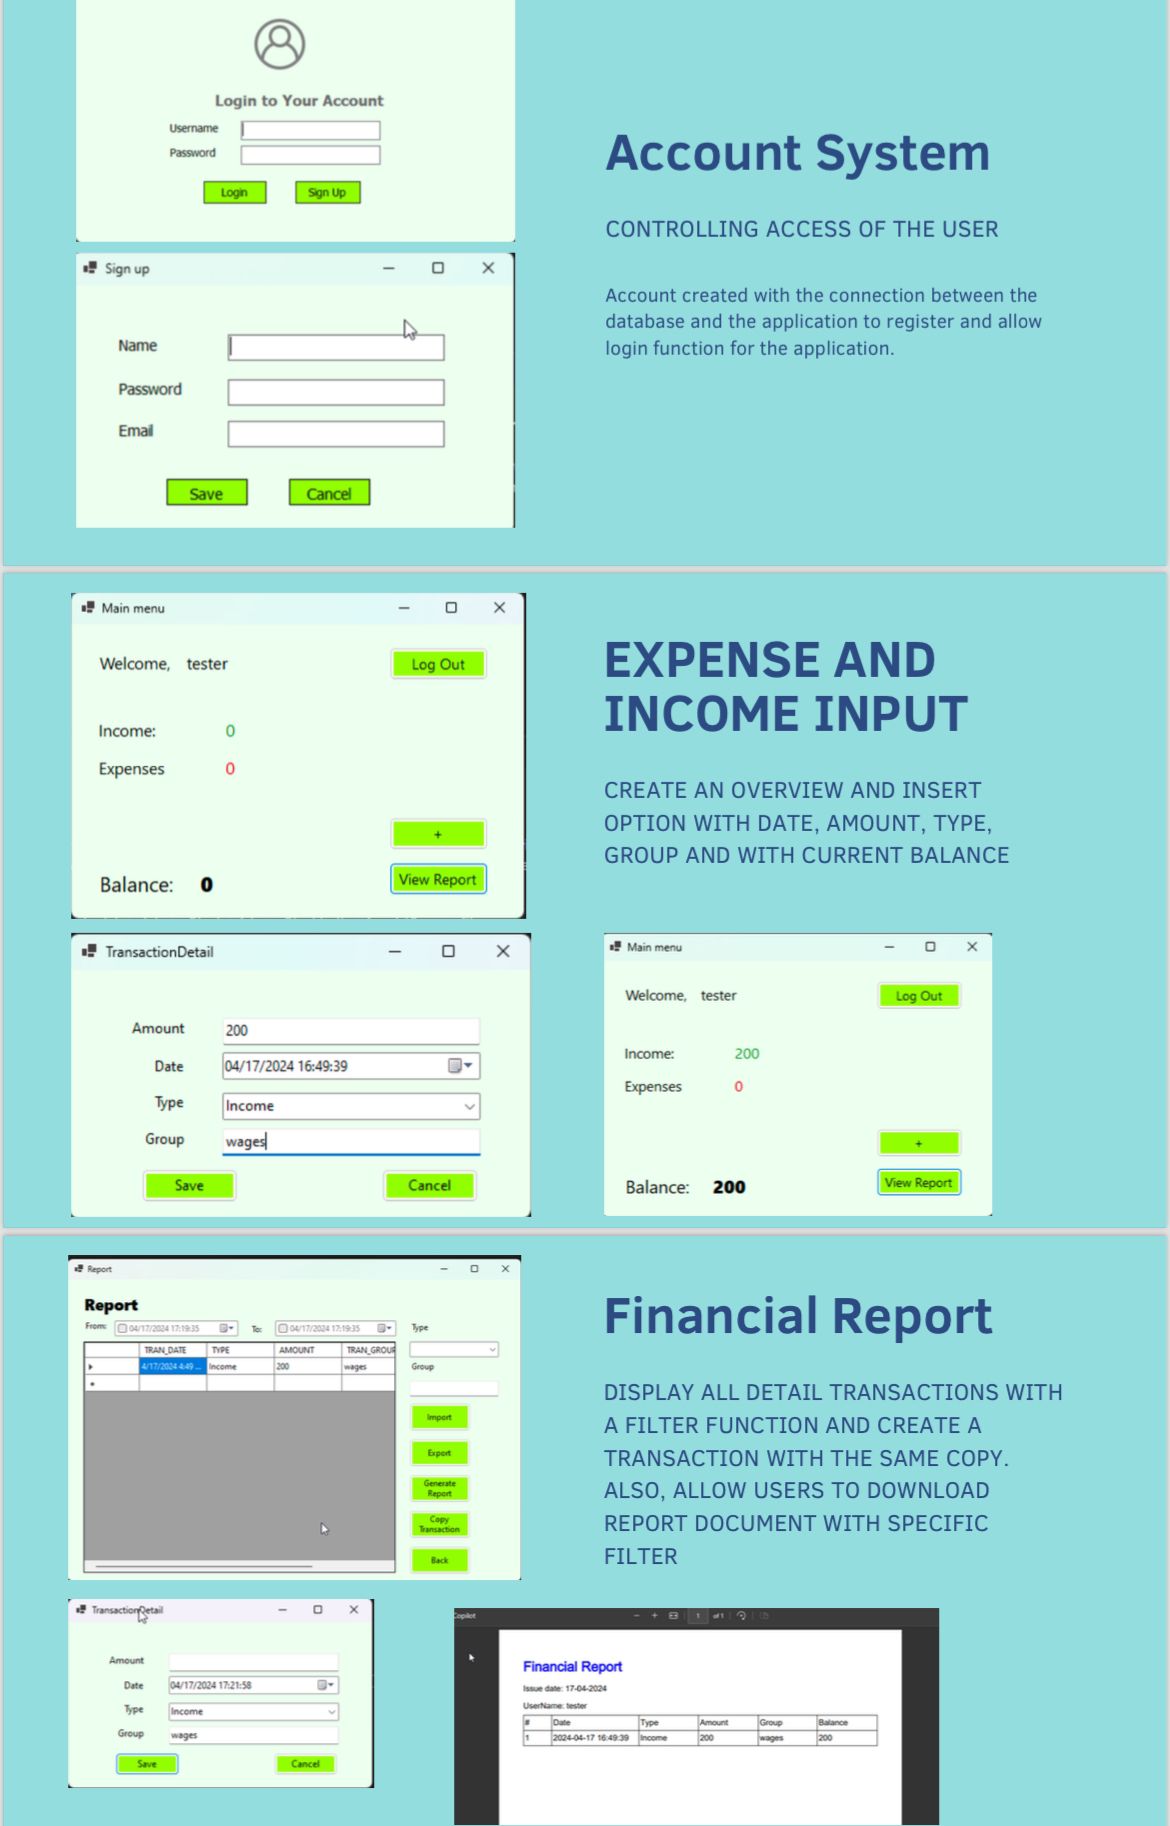 Login to Your Account
Username
Password
Login
Sign Up
Account System
CONTROLLING ACCESS OF THE USER
Account created with the connection between the
database and the application to register and allow
login function for the application.
Sign up
Name
Password
Email
Save
Cancel
Main menu
Welcome, tester
Log Out
Income: 0
Expenses 0
+
Balance: 0
View Report
EXPENSE AND
INCOME INPUT
CREATE AN OVERVIEW AND INSERT
OPTION WITH DATE, AMOUNT, TYPE,
GROUP AND WITH CURRENT BALANCE
TransactionDetail
Amount 200
Date 04/17/2024 16:49:39
Type Income
Group wages
Save
Cancel
Main menu
Welcome, tester
Log Out
Income: 200
Expenses 0
+
Balance: 200
View Report
Report
Report
From: 04/17/2024 17:19:35 To: 04/17/2024 17:19:35
TRAN_DATE TYPE AMOUNT TRAN_GROUP
4/17/2024 4:49 ... Income 200 wages
Type
Group
Import
Export
Generate
Report
Copy
Transaction
Back
Financial Report
DISPLAY ALL DETAIL TRANSACTIONS WITH
A FILTER FUNCTION AND CREATE A
TRANSACTION WITH THE SAME COPY.
ALSO, ALLOW USERS TO DOWNLOAD
REPORT DOCUMENT WITH SPECIFIC
FILTER
TransactionDetail
Amount
Date 04/17/2024 17:21:58
Type Income
Group wages
Save
Cancel
Copilot
1 of 1
Financial Report
Issue date: 17-04-2024
UserName: tester
# Date Type Amount Group Balance
1 2024-04-17 16:49:39 Income 200 wages 200